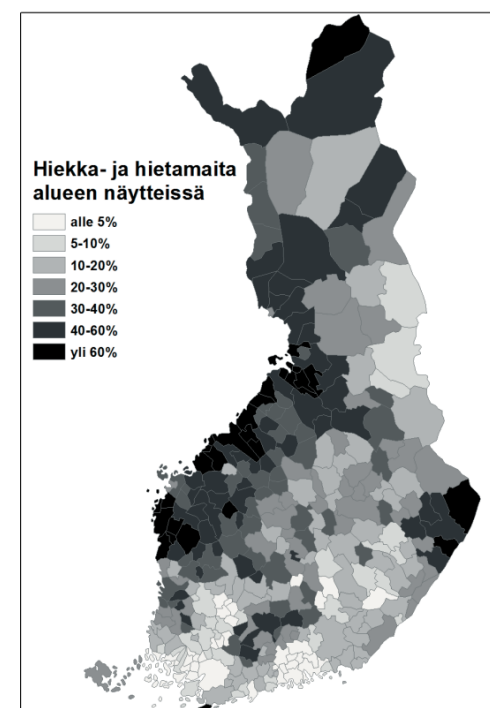 Hiekka- ja hietamaita
alueen näytteissä
alle 5%
5-10%
10-20%
20-30%
30-40%
40-60%
yli 60%